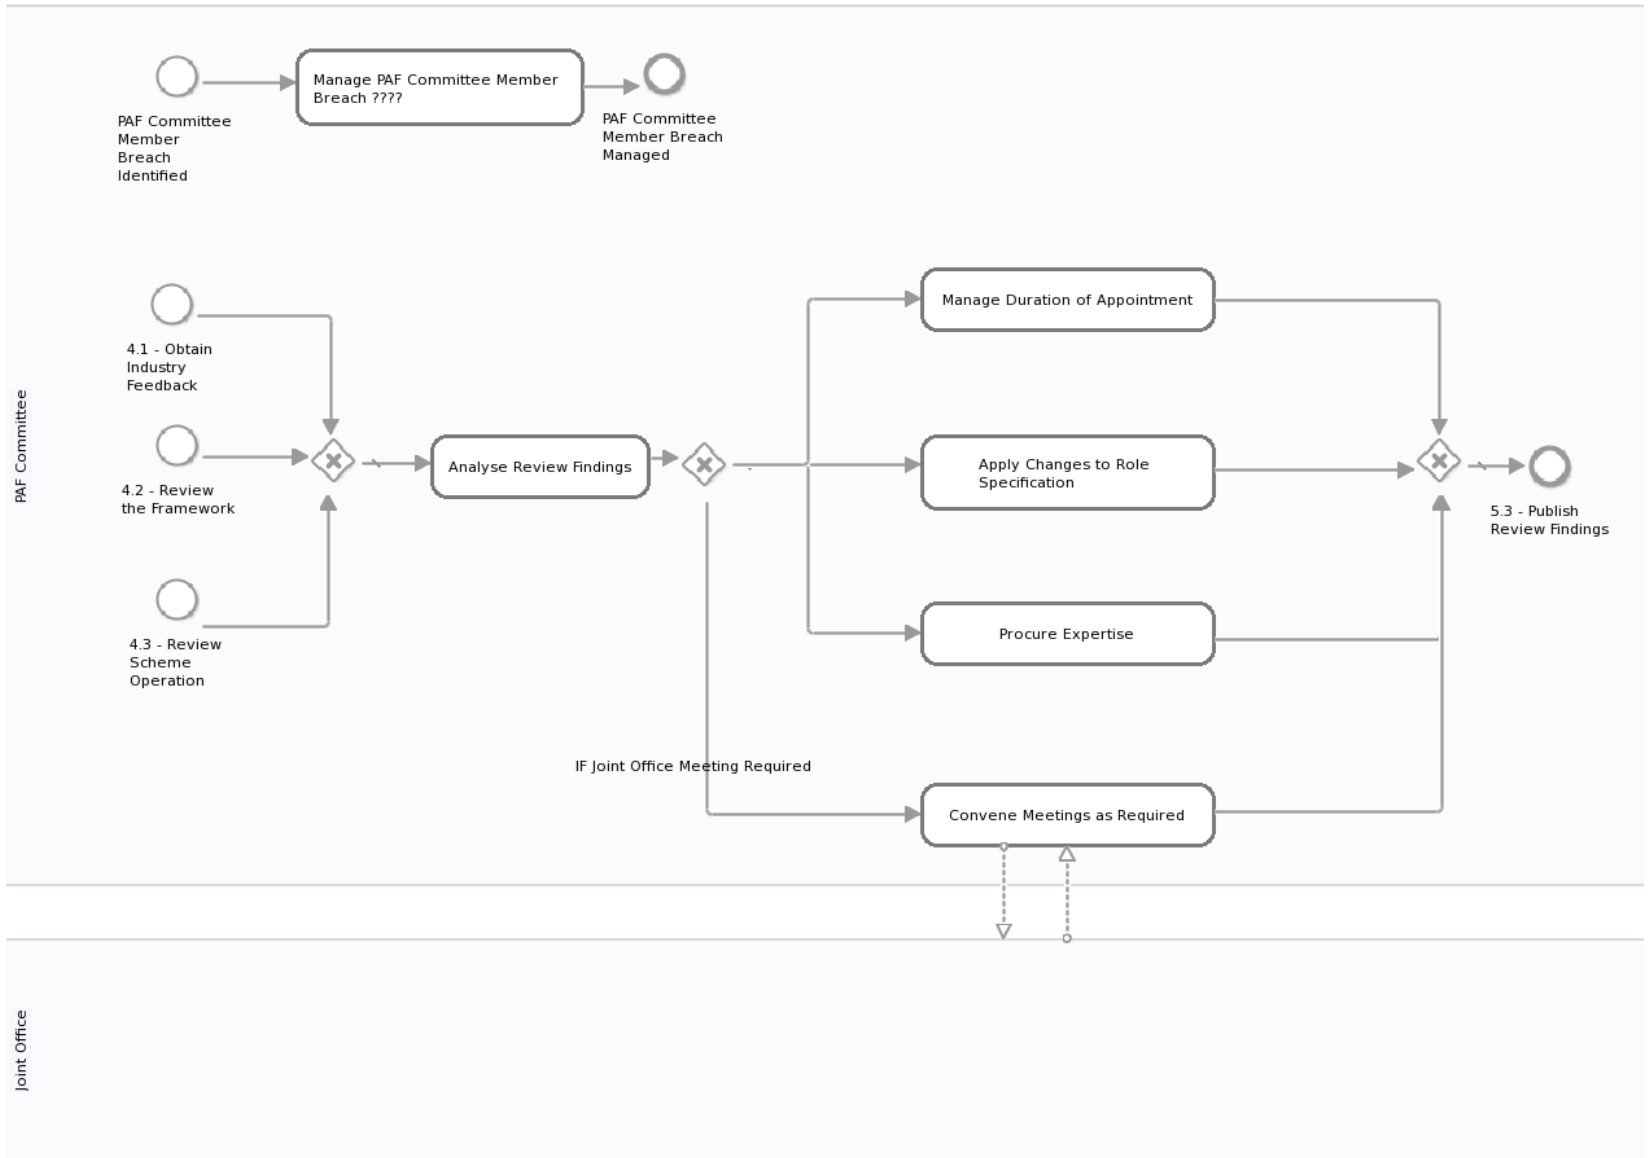 Manage PAF Committee Member
Breach ????
PAF Committee
Member
Breach
Identified
PAF Committee
Member Breach
Managed
PAF Committee
4.1 - Obtain
Industry
Feedback
4.2 - Review
the Framework
4.3 - Review
Scheme
Operation
Analyse Review Findings
Manage Duration of Appointment
Apply Changes to Role
Specification
Procure Expertise
IF Joint Office Meeting Required
Convene Meetings as Required
5.3 - Publish
Review Findings
Joint Office